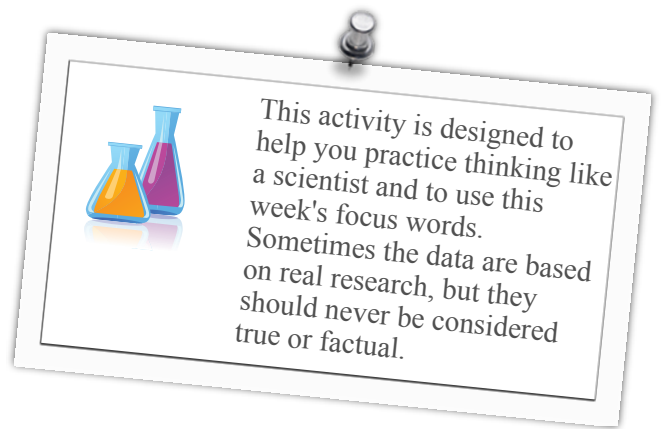 This activity is designed to
help you practice thinking like
a scientist and to use this
week's focus words.
Sometimes the data are based
on real research, but they
should never be considered
true or factual.